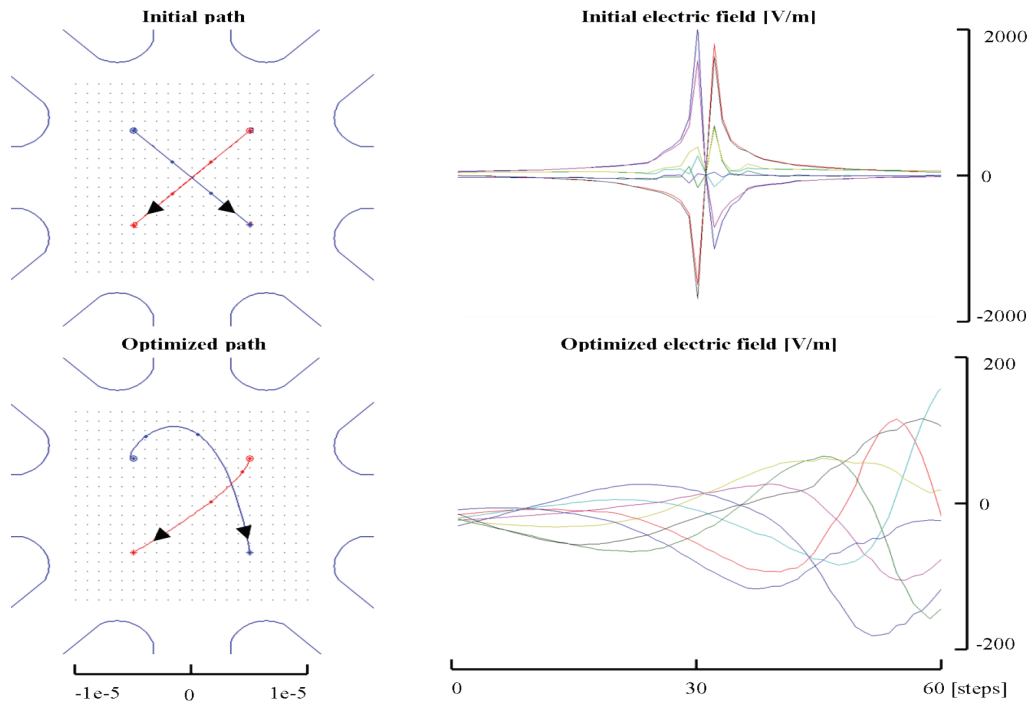 Initial path
Initial electric field [V/m]
2000
0
-2000
Optimized path
Optimized electric field [V/m]
200
0
-200
-1e-5 0 1e-5
0 30 60 [steps]